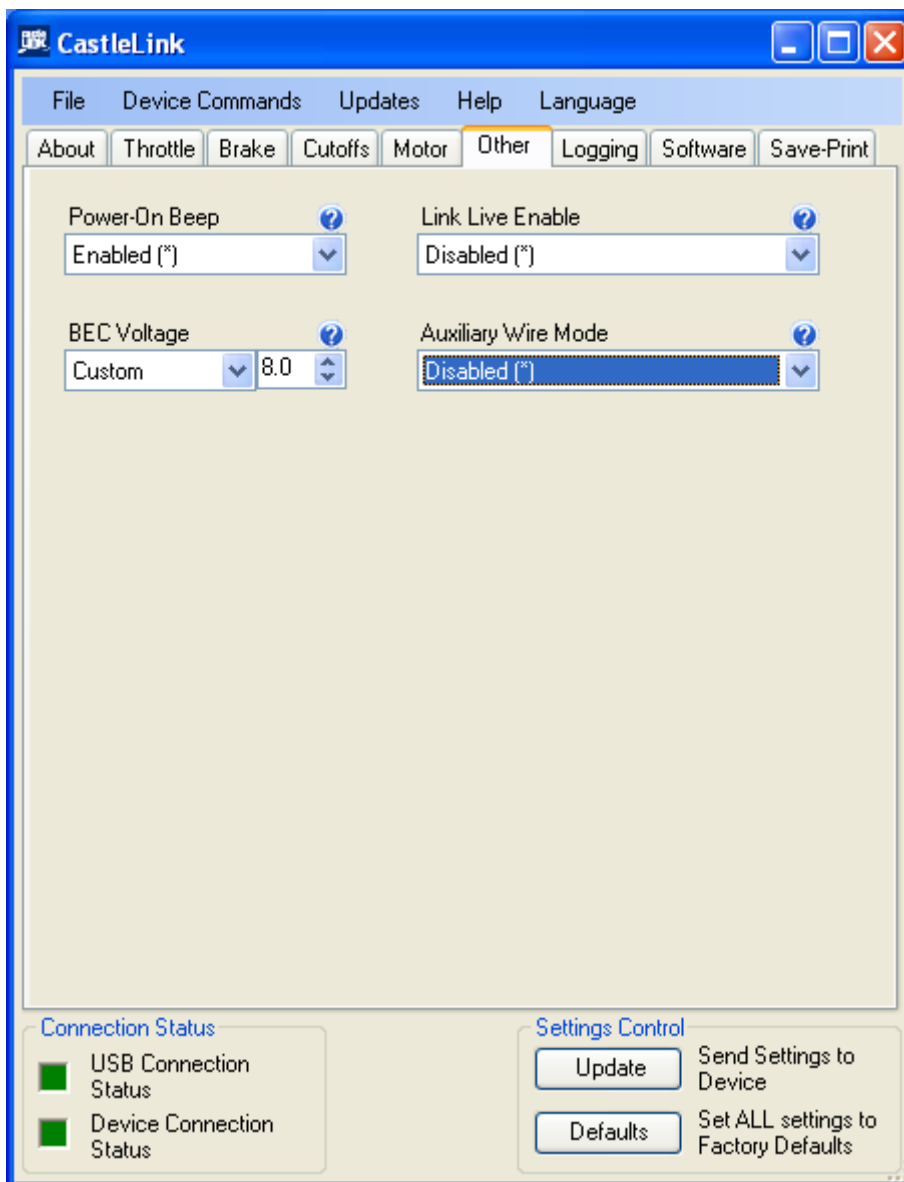 CastleLink
File Device Commands Updates Help Language
About Throttle Brake Cutoffs Motor Other Logging Software Save-Print
Power-On Beep
Enabled (*)
Link Live Enable
Disabled (*)
BEC Voltage
Custom 8.0
Auxiliary Wire Mode
Disabled (*)
Connection Status
USB Connection
Status
Device Connection
Status
Settings Control
Update
Send Settings to
Device
Defaults
Set ALL settings to
Factory Defaults